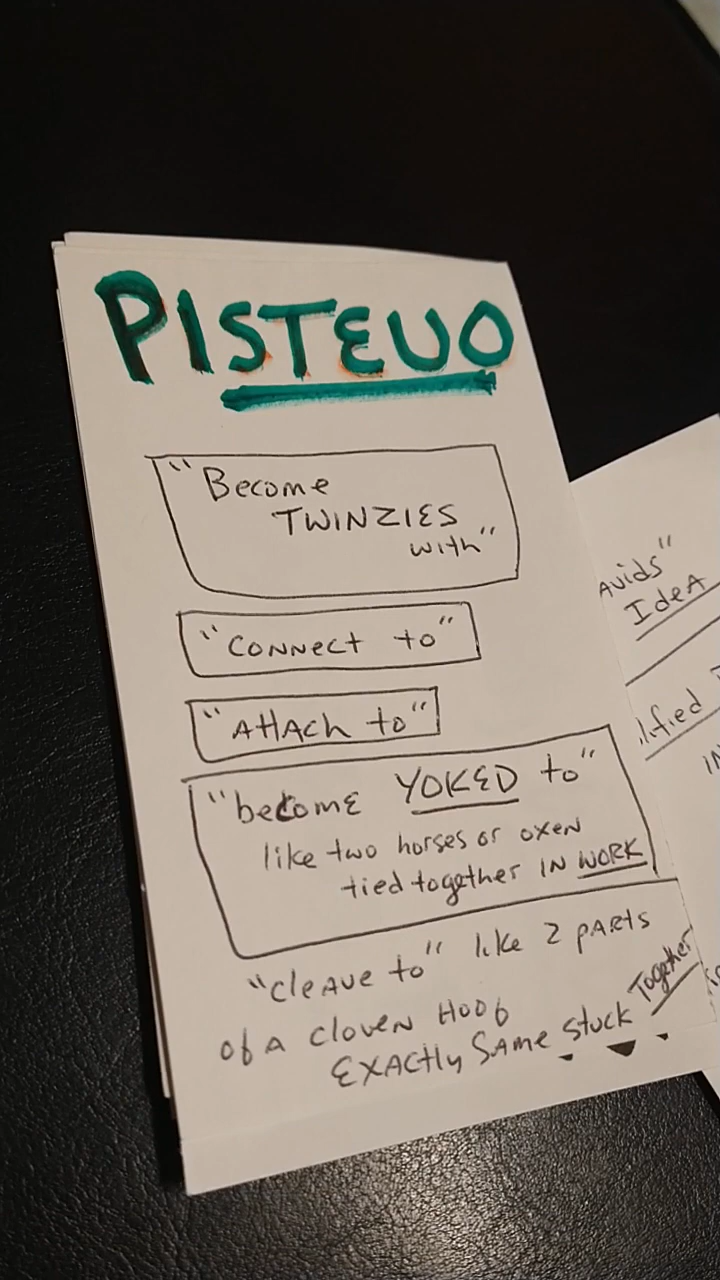 PISTEUO
"Become
TWINZIES
with"
"CONNECT to"
"AttAch to"
"become YOKED to"
like two horses or oxen
tied together IN WORK
"cleAve to" like 2 pARts
of A cloveN HOOf
EXACtly SAme stuck Together
Avids"
IdeA
lified
IN